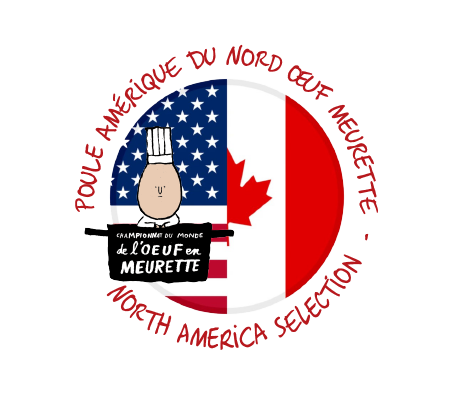 POULE AMÉRIQUE DU NORD ŒUF MEURETTE -
NORTH AMERICA SELECTION
CHAMPIONNAT DU MONDE
de l'OEUF en
MEURETTE